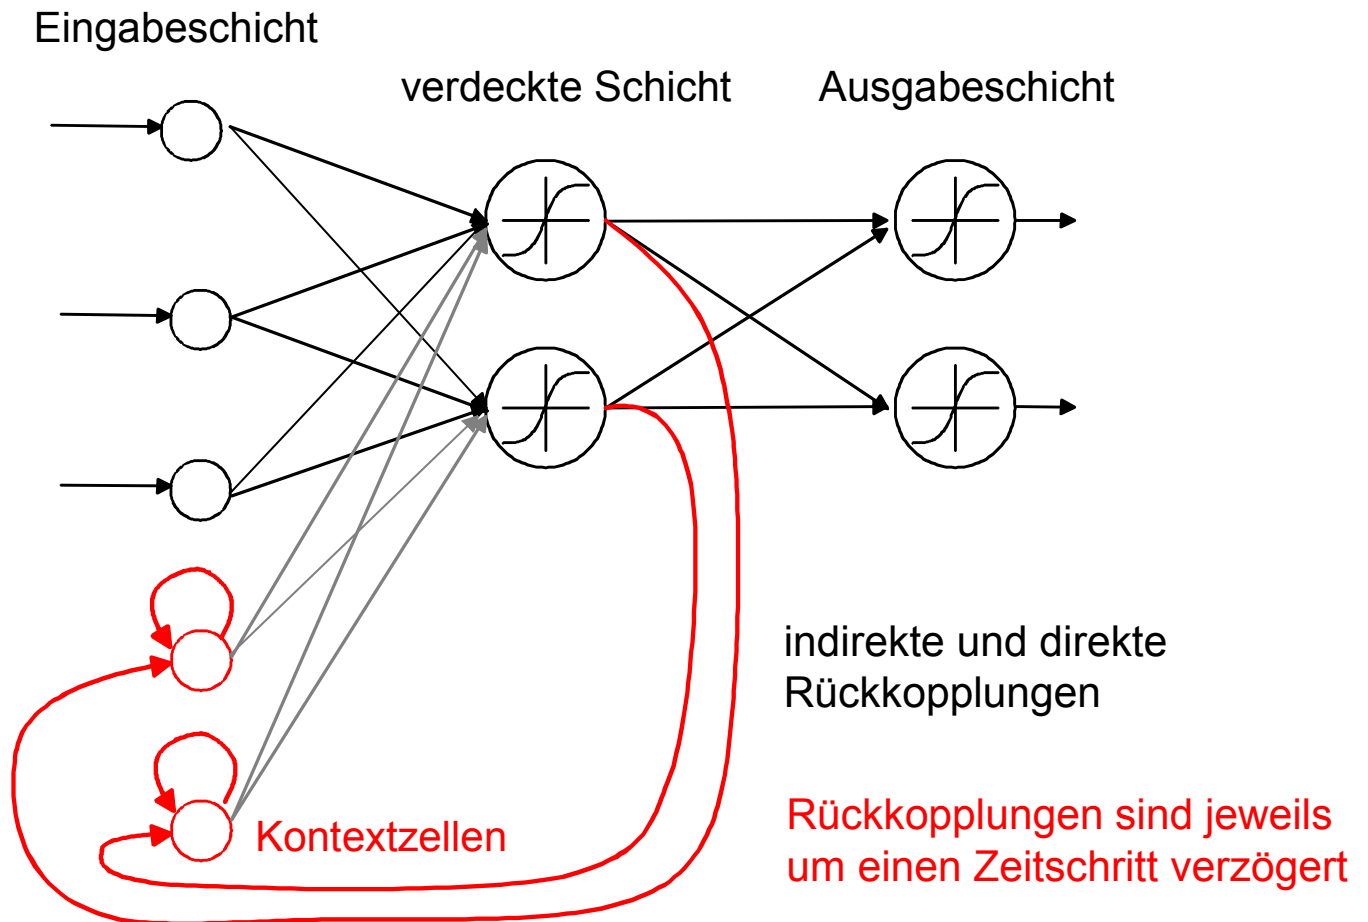 Eingabeschicht
verdeckte Schicht
Ausgabeschicht
indirekte und direkte
Rückkopplungen
Kontextzellen
Rückkopplungen sind jeweils
um einen Zeitschritt verzögert